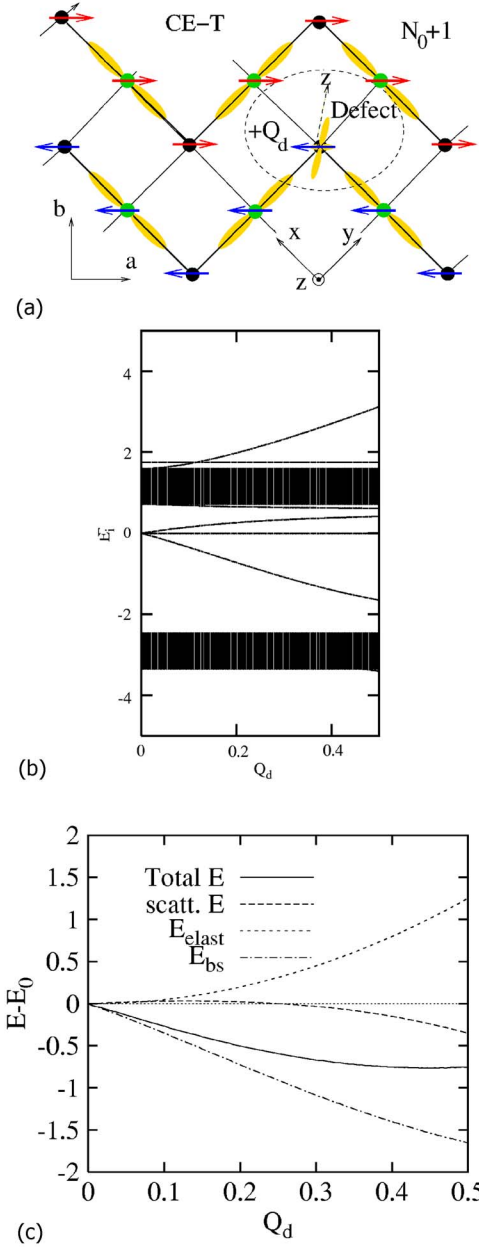 CE-T
N₀+1
z
+Q_d
Defect
b
x
y
a
z
(a)
4
2
0
-2
-4
E_i
0
0.2
0.4
Q_d
(b)
2
1.5
1
0.5
0
-0.5
-1
-1.5
-2
E-E₀
Total E
scatt. E
E_elast
E_bs
0
0.1
0.2
0.3
0.4
0.5
Q_d
(c)